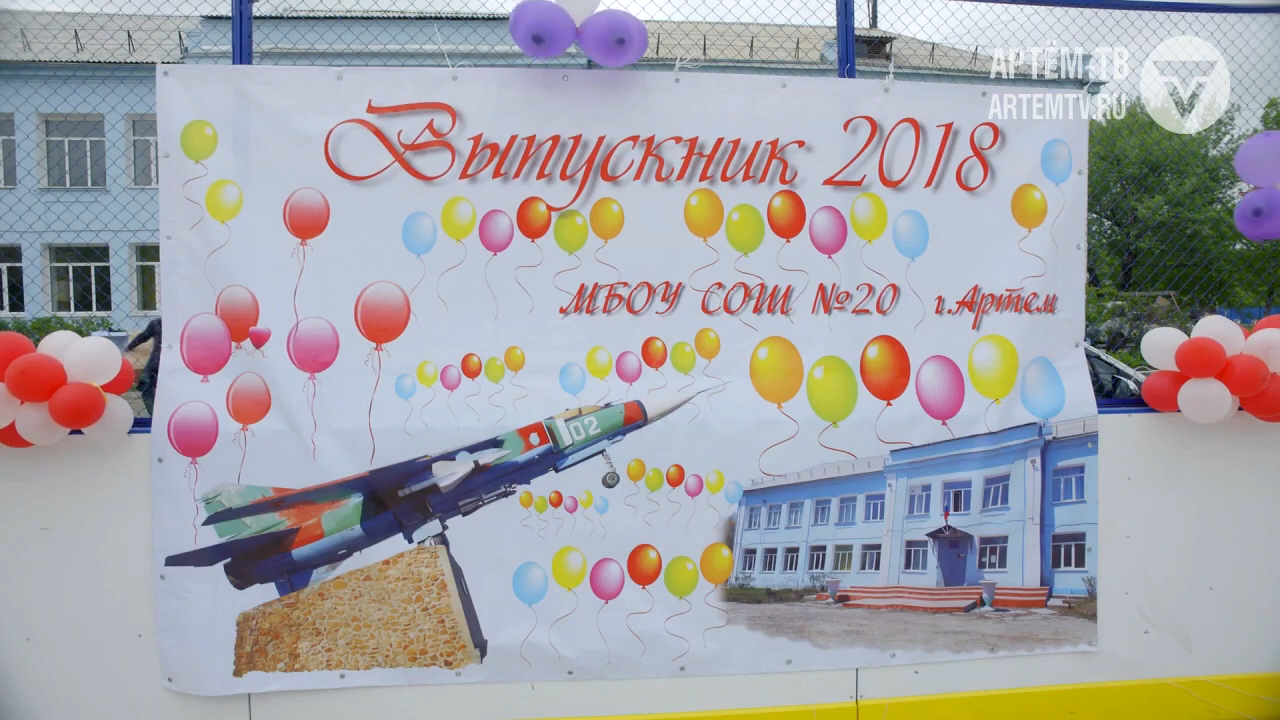 АРТЁМ.ТВ
ARTEMTV.RU
Выпускник 2018
МБОУ СОШ №20 г.Артем
02